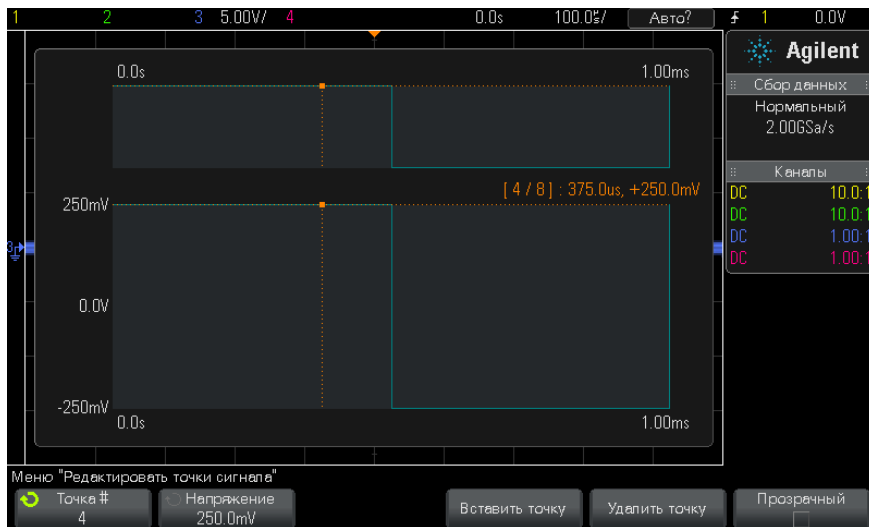 1 2 3 5.00V/ 4 0.0s 100.0us/ Авто? 1 0.0V
Agilent
Сбор данных
Нормальный
2.00GSa/s
Каналы
DC 10.0:1
DC 10.0:1
DC 1.00:1
DC 1.00:1
0.0s 1.00ms
[ 4 / 8 ] : 375.0us, +250.0mV
250mV
3
0.0V
-250mV
0.0s 1.00ms
Меню "Редактировать точки сигнала"
Точка #
4
Напряжение
250.0mV
Вставить точку
Удалить точку
Прозрачный